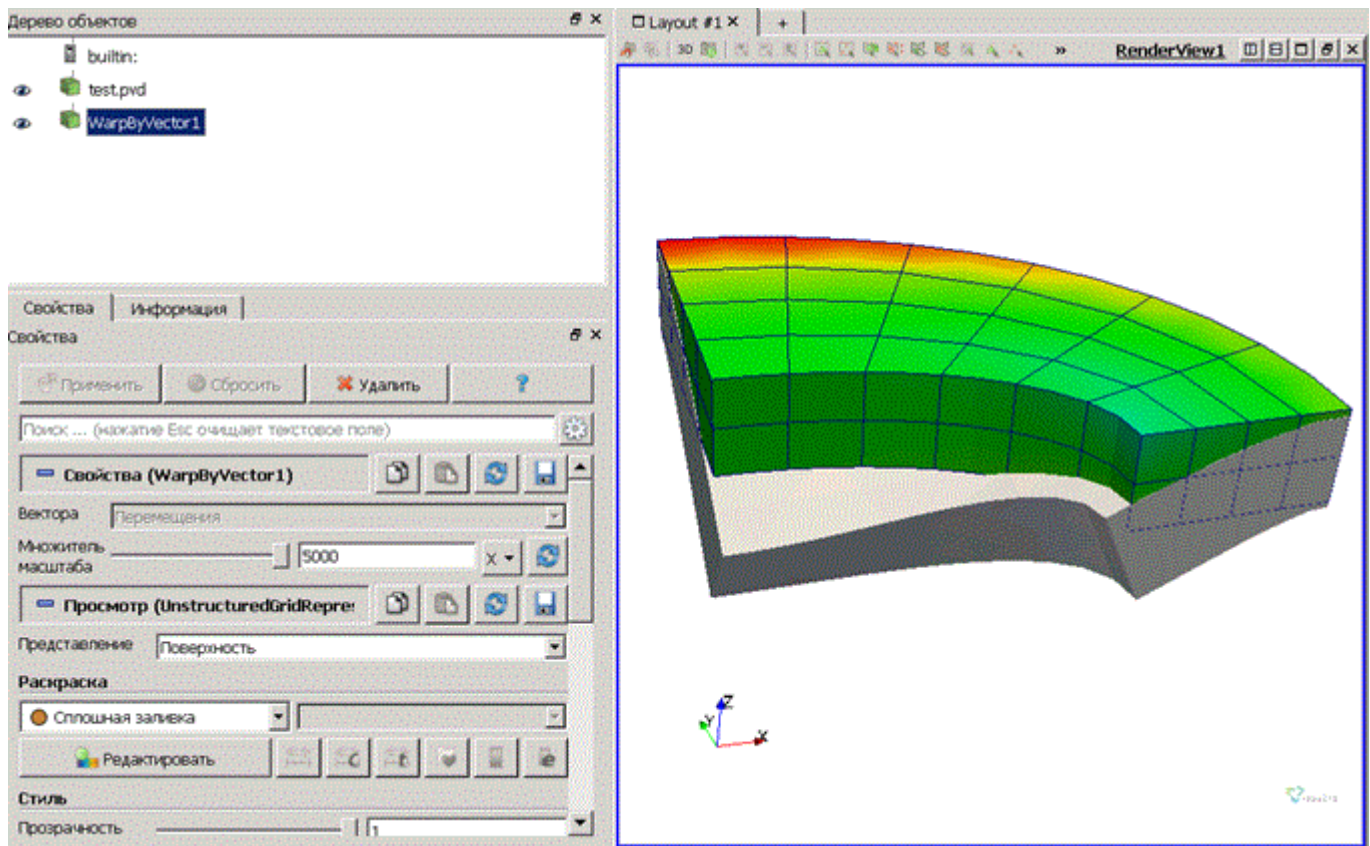 Дерево объектов
builtin:
test.pvd
WarpByVector1
Свойства
Информация
Свойства
Применить
Сбросить
Удалить
?
Поиск ... (нажатие Esc очищает текстовое поле)
Свойства (WarpByVector1)
Вектора
Перемещения
Множитель масштаба
5000
X
Просмотр (UnstructuredGridRepre:
Представление
Поверхность
Раскраска
Сплошная заливка
Редактировать
Стиль
Прозрачность
1
Layout #1
+
3D
»
RenderView1
Z
Y
X